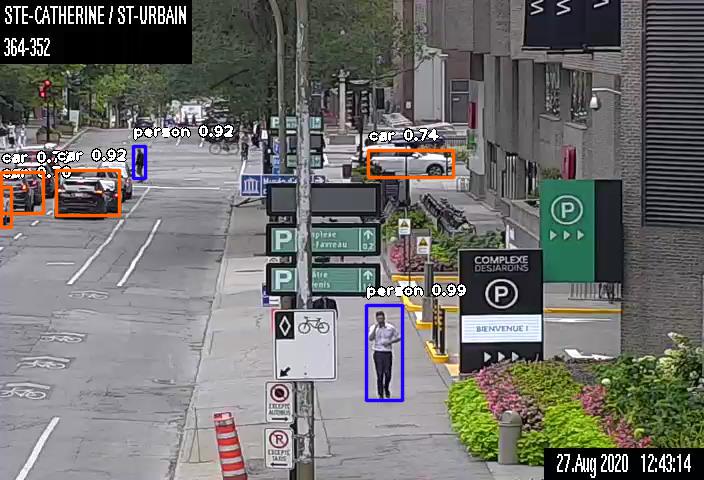 STE-CATHERINE / ST-URBAIN
364-352
person 0.92
car 0.74
car 0.92
P
P
COMPLEXE
DESJARDINS
P
BIENVENUE !
person 0.99
P
EXCEPTÉ
AUTOBUS
EXCEPTÉ
TAXIS
27.Aug 2020 12:43:14